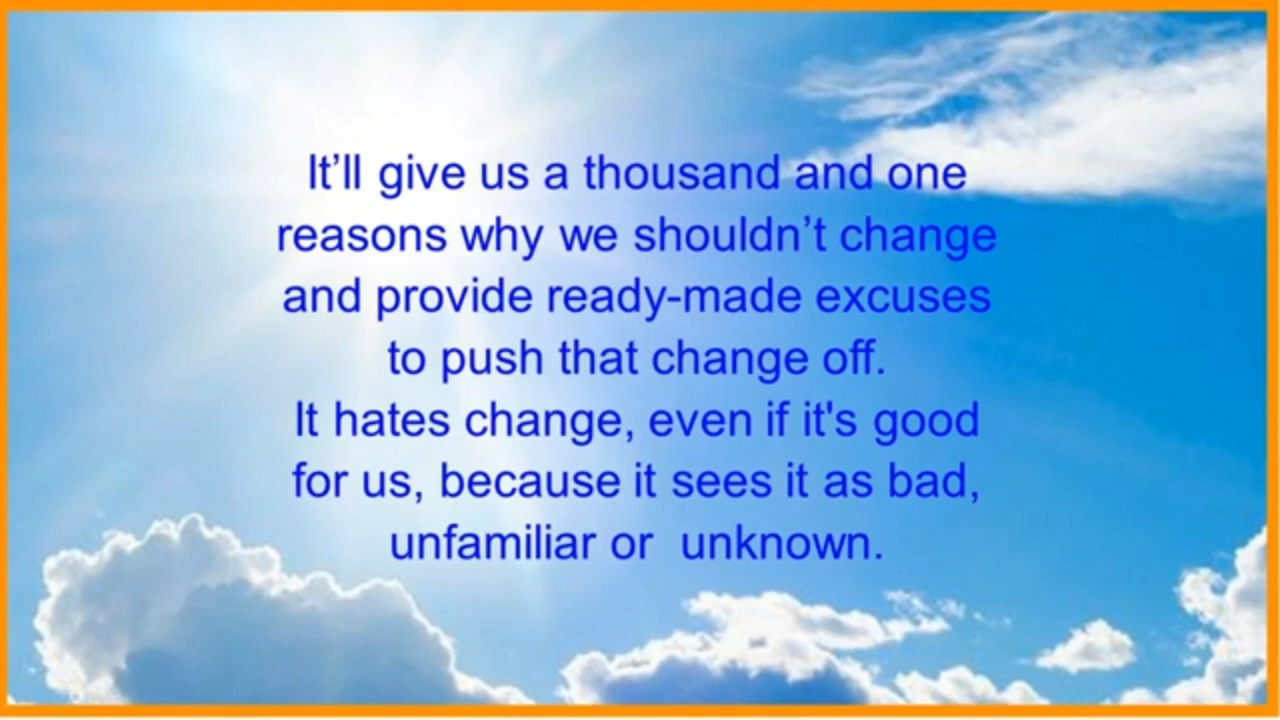 It’ll give us a thousand and one
reasons why we shouldn’t change
and provide ready-made excuses
to push that change off.
It hates change, even if it's good
for us, because it sees it as bad,
unfamiliar or  unknown.